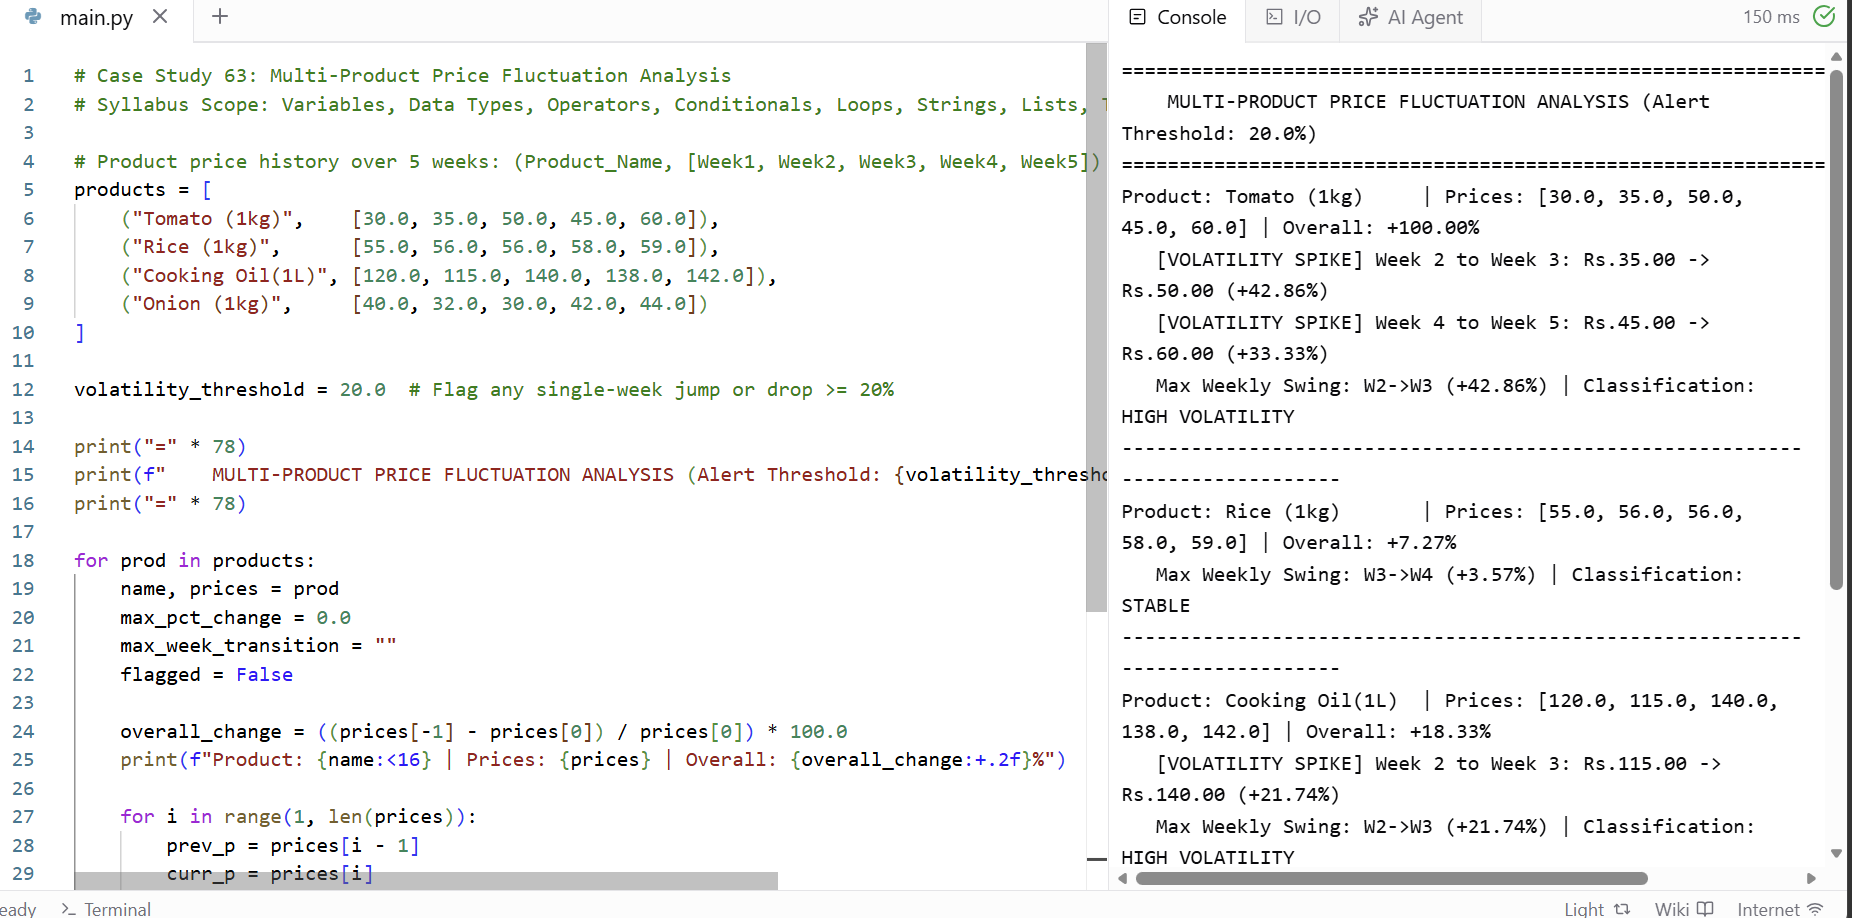 main.py
Console
I/O
AI Agent
150 ms
1 # Case Study 63: Multi-Product Price Fluctuation Analysis
2 # Syllabus Scope: Variables, Data Types, Operators, Conditionals, Loops, Strings, Lists,
3
4 # Product price history over 5 weeks: (Product_Name, [Week1, Week2, Week3, Week4, Week5])
5 products = [
6     ("Tomato (1kg)",    [30.0, 35.0, 50.0, 45.0, 60.0]),
7     ("Rice (1kg)",      [55.0, 56.0, 56.0, 58.0, 59.0]),
8     ("Cooking Oil(1L)", [120.0, 115.0, 140.0, 138.0, 142.0]),
9     ("Onion (1kg)",     [40.0, 32.0, 30.0, 42.0, 44.0])
10 ]
11
12 volatility_threshold = 20.0  # Flag any single-week jump or drop >= 20%
13
14 print("=" * 78)
15 print(f"    MULTI-PRODUCT PRICE FLUCTUATION ANALYSIS (Alert Threshold: {volatility_thresho
16 print("=" * 78)
17
18 for prod in products:
19     name, prices = prod
20     max_pct_change = 0.0
21     max_week_transition = ""
22     flagged = False
23
24     overall_change = ((prices[-1] - prices[0]) / prices[0]) * 100.0
25     print(f"Product: {name:<16} | Prices: {prices} | Overall: {overall_change:+.2f}%")
26
27     for i in range(1, len(prices)):
28         prev_p = prices[i - 1]
29         curr_p = prices[i]
=============================================================
    MULTI-PRODUCT PRICE FLUCTUATION ANALYSIS (Alert
Threshold: 20.0%)
=============================================================
Product: Tomato (1kg)     | Prices: [30.0, 35.0, 50.0,
45.0, 60.0] | Overall: +100.00%
   [VOLATILITY SPIKE] Week 2 to Week 3: Rs.35.00 ->
Rs.50.00 (+42.86%)
   [VOLATILITY SPIKE] Week 4 to Week 5: Rs.45.00 ->
Rs.60.00 (+33.33%)
   Max Weekly Swing: W2->W3 (+42.86%) | Classification:
HIGH VOLATILITY
-----------------------------------------------------------
-------------------
Product: Rice (1kg)       | Prices: [55.0, 56.0, 56.0,
58.0, 59.0] | Overall: +7.27%
   Max Weekly Swing: W3->W4 (+3.57%) | Classification:
STABLE
-----------------------------------------------------------
-------------------
Product: Cooking Oil(1L)  | Prices: [120.0, 115.0, 140.0,
138.0, 142.0] | Overall: +18.33%
   [VOLATILITY SPIKE] Week 2 to Week 3: Rs.115.00 ->
Rs.140.00 (+21.74%)
   Max Weekly Swing: W2->W3 (+21.74%) | Classification:
HIGH VOLATILITY
eady
Terminal
Light
Wiki
Internet